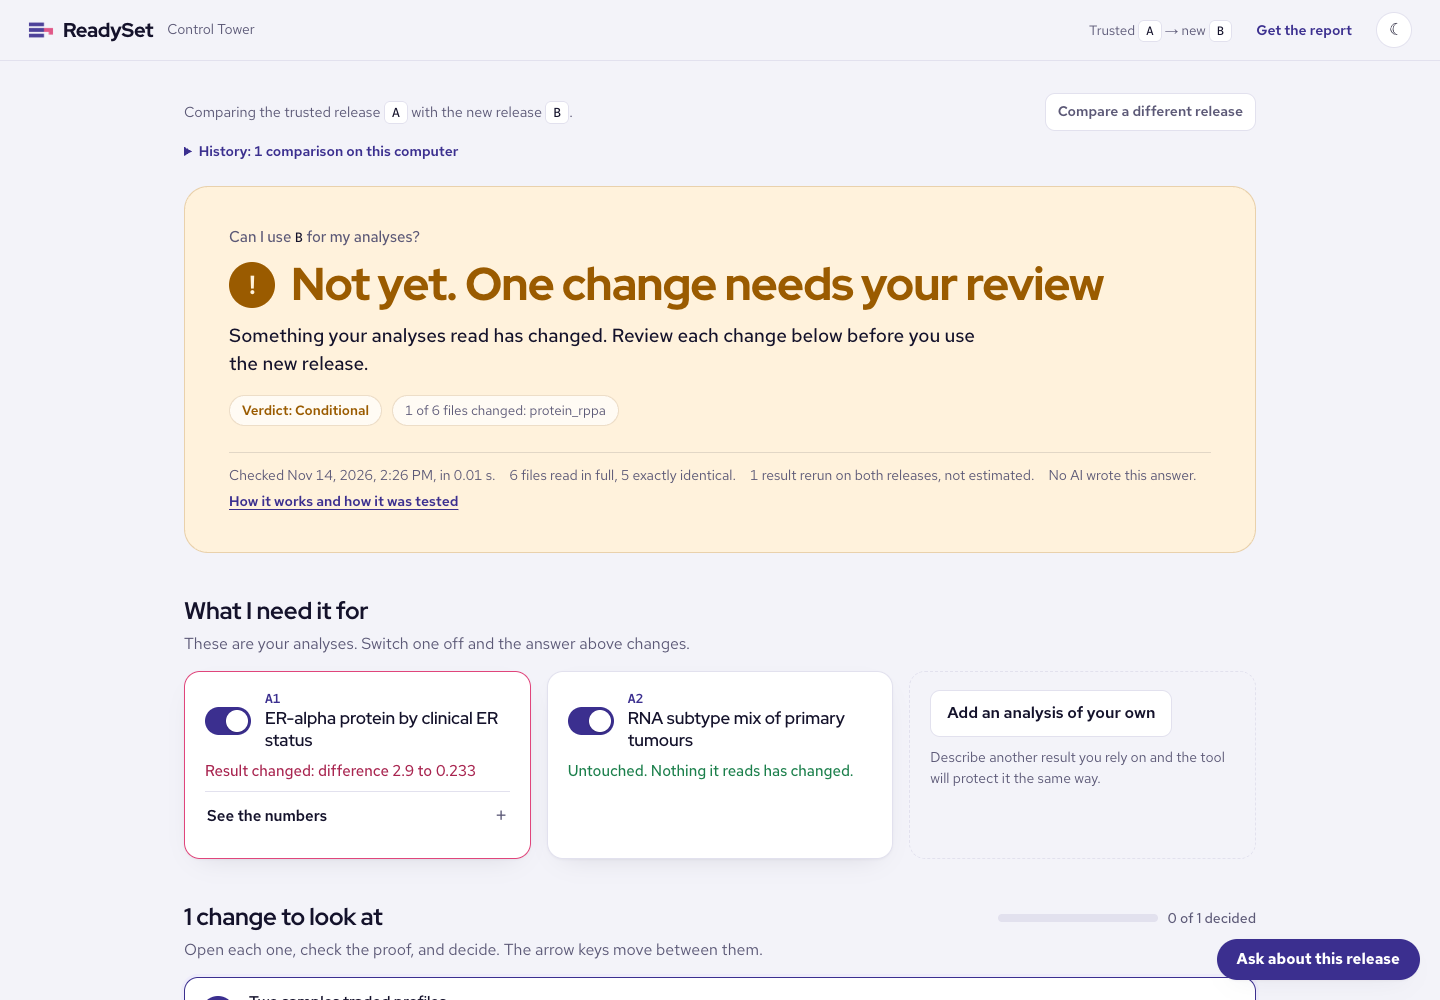 ReadySet Control Tower
Trusted A → new B Get the report
Comparing the trusted release A with the new release B.
Compare a different release
History: 1 comparison on this computer
Can I use B for my analyses?
! Not yet. One change needs your review
Something your analyses read has changed. Review each change below before you use
the new release.
Verdict: Conditional
1 of 6 files changed: protein_rppa
Checked Nov 14, 2026, 2:26 PM, in 0.01 s. 6 files read in full, 5 exactly identical. 1 result rerun on both releases, not estimated. No AI wrote this answer.
How it works and how it was tested
What I need it for
These are your analyses. Switch one off and the answer above changes.
A1
ER-alpha protein by clinical ER
status
Result changed: difference 2.9 to 0.233
See the numbers +
A2
RNA subtype mix of primary
tumours
Untouched. Nothing it reads has changed.
Add an analysis of your own
Describe another result you rely on and the tool
will protect it the same way.
1 change to look at
0 of 1 decided
Open each one, check the proof, and decide. The arrow keys move between them.
Ask about this release
Two samples traded profiles